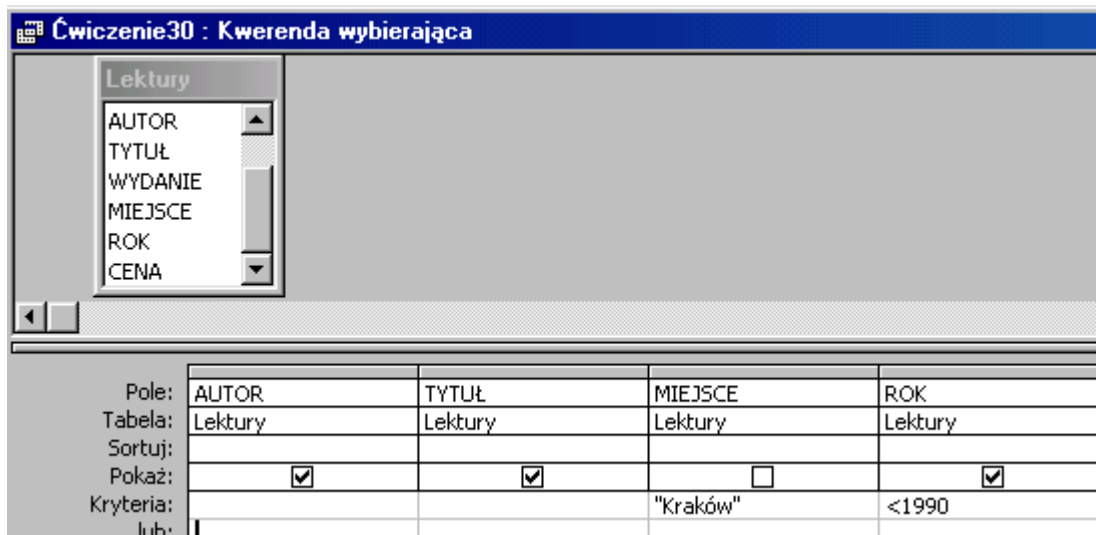 Ćwiczenie30 : Kwerenda wybierająca
Lektury
AUTOR
TYTUŁ
WYDANIE
MIEJSCE
ROK
CENA
Pole: AUTOR TYTUŁ MIEJSCE ROK
Tabela: Lektury Lektury Lektury Lektury
Sortuj:
Pokaż:
Kryteria: "Kraków" <1990
lub: